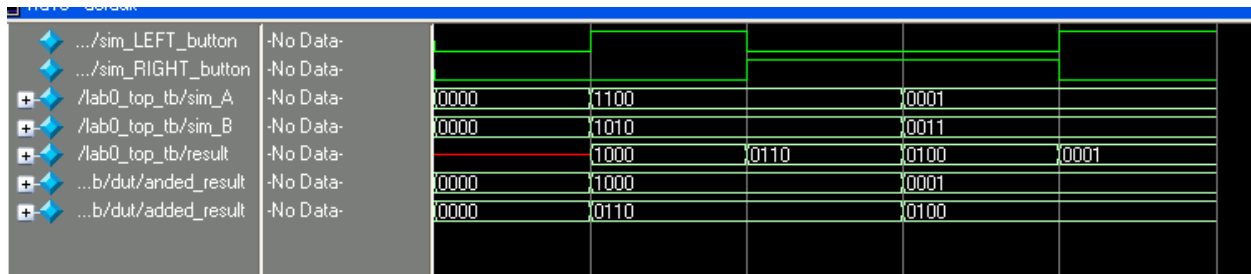 .../sim_LEFT_button -No Data-
.../sim_RIGHT_button -No Data-
/lab0_top_tb/sim_A -No Data- 0000 1100 0001
/lab0_top_tb/sim_B -No Data- 0000 1010 0011
/lab0_top_tb/result -No Data- 1000 0110 0100 0001
...b/dut/anded_result -No Data- 0000 1000 0001
...b/dut/added_result -No Data- 0000 0110 0100